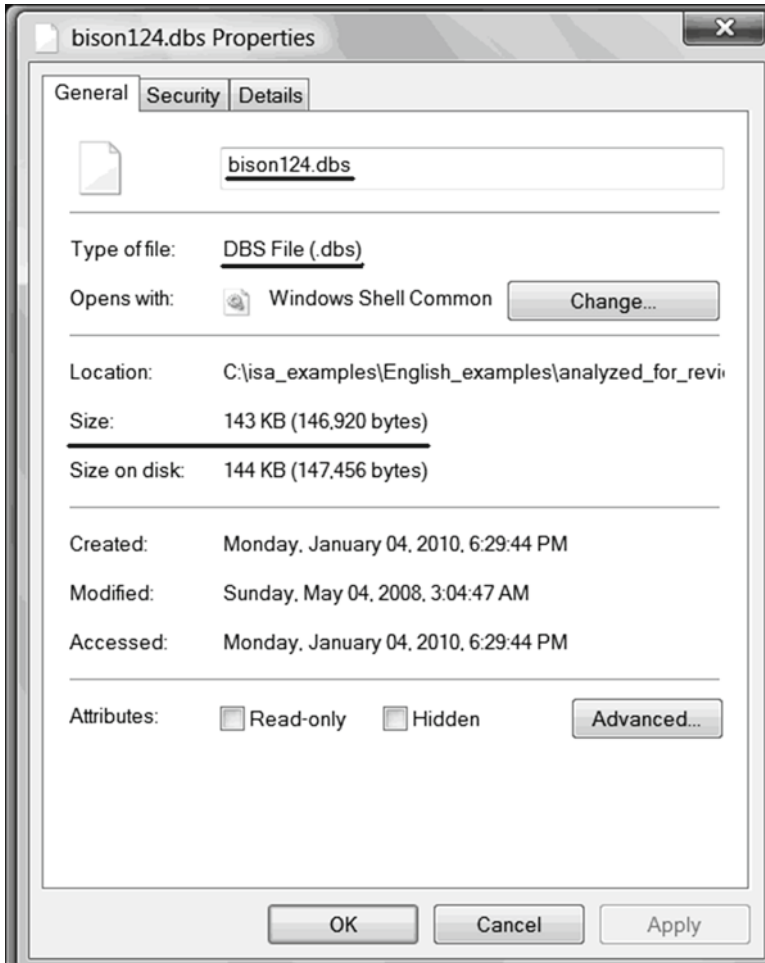 bison124.dbs Properties
General Security Details
bison124.dbs
Type of file: DBS File (.dbs)
Opens with: Windows Shell Common Change...
Location: C:\isa_examples\English_examples\analyzed_for_revi
Size: 143 KB (146,920 bytes)
Size on disk: 144 KB (147,456 bytes)
Created: Monday, January 04, 2010, 6:29:44 PM
Modified: Sunday, May 04, 2008, 3:04:47 AM
Accessed: Monday, January 04, 2010, 6:29:44 PM
Attributes: Read-only Hidden Advanced...
OK Cancel Apply